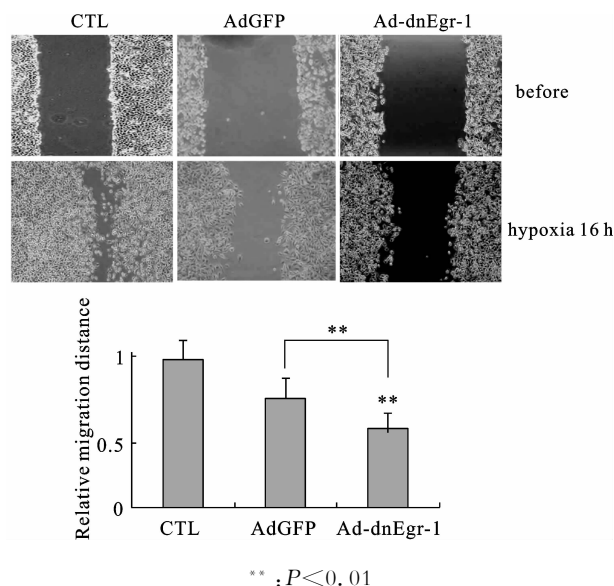 CTL AdGFP Ad-dnEgr-1
before
hypoxia 16 h
Relative migration distance
1
0.5
0
**
**
CTL AdGFP Ad-dnEgr-1
** : P<0.01